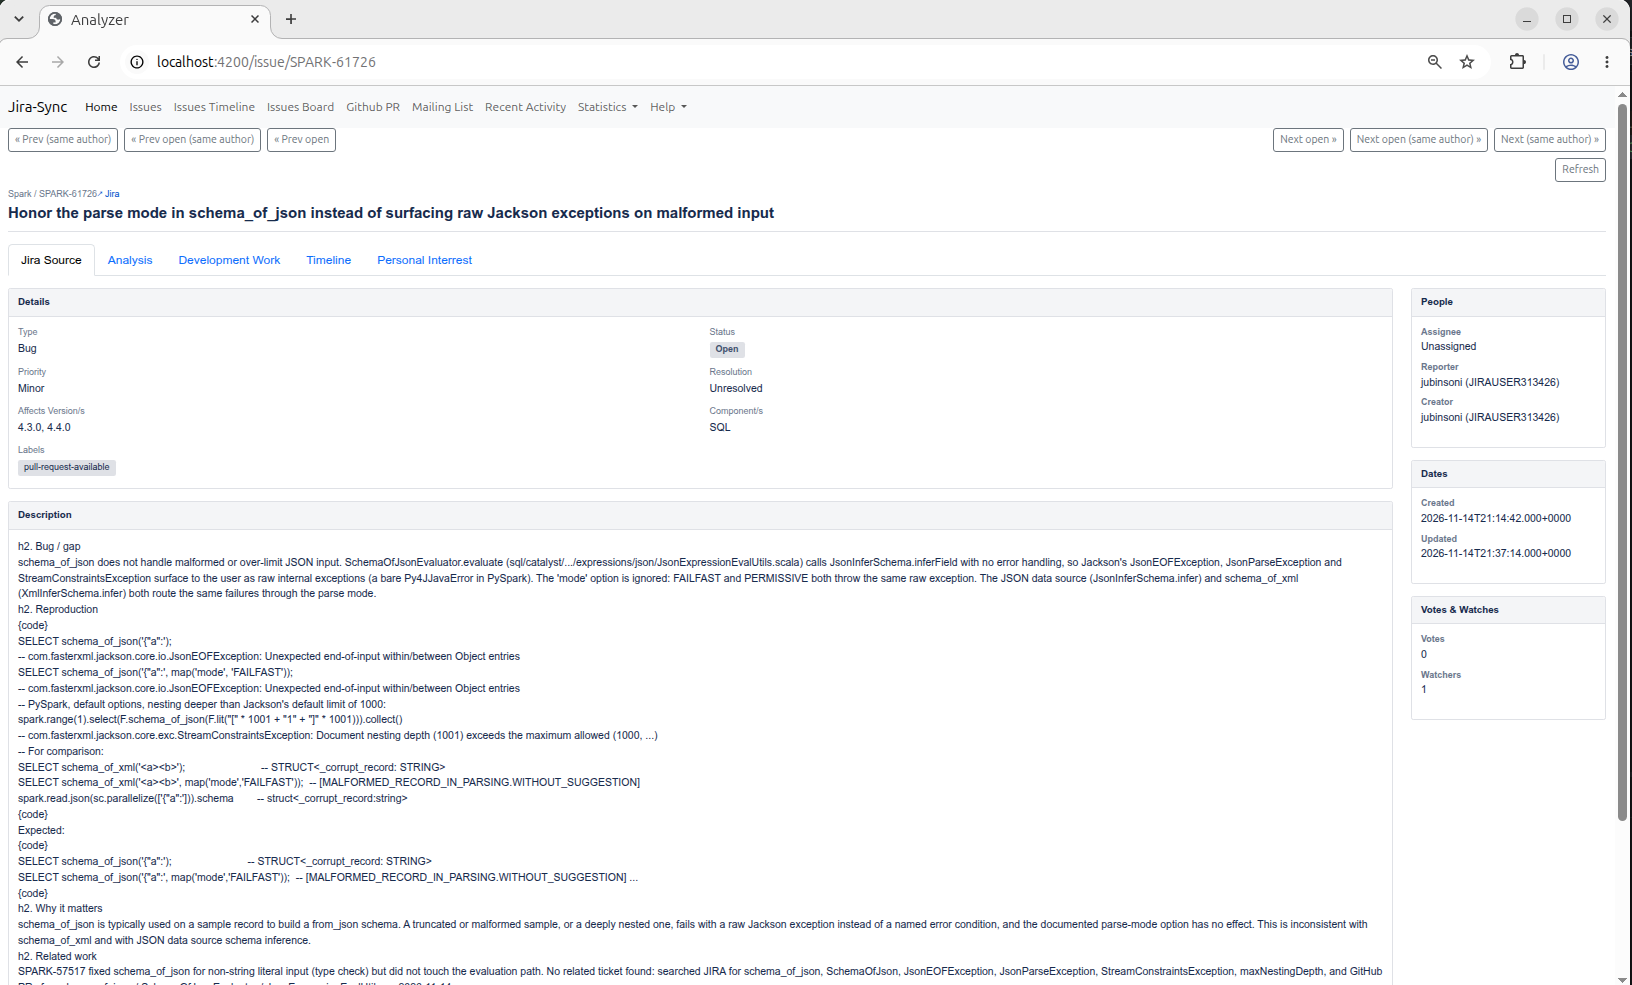 Analyzer
localhost:4200/issue/SPARK-61726
Jira-Sync Home Issues Issues Timeline Issues Board Github PR Mailing List Recent Activity Statistics Help
« Prev (same author) « Prev open (same author) « Prev open Next open » Next open (same author) » Next (same author) »
Refresh
Spark / SPARK-61726 Jira
Honor the parse mode in schema_of_json instead of surfacing raw Jackson exceptions on malformed input
Jira Source Analysis Development Work Timeline Personal Interest
Details
Type
Bug
Status
Open
Priority
Minor
Resolution
Unresolved
Affects Version/s
4.3.0, 4.4.0
Component/s
SQL
Labels
pull-request-available
Description
h2. Bug / gap
schema_of_json does not handle malformed or over-limit JSON input. SchemaOfJsonEvaluator.evaluate (sql/catalyst/.../expressions/json/JsonExpressionEvalUtils.scala) calls JsonInferSchema.inferField with no error handling, so Jackson's JsonEOFException, JsonParseException and
StreamConstraintsException surface to the user as raw internal exceptions (a bare Py4JJavaError in PySpark). The 'mode' option is ignored: FAILFAST and PERMISSIVE both throw the same raw exception. The JSON data source (JsonInferSchema.infer) and schema_of_xml
(XmlInferSchema.infer) both route the same failures through the parse mode.
h2. Reproduction
{code}
SELECT schema_of_json('{"a":');
-- com.fasterxml.jackson.core.io.JsonEOFException: Unexpected end-of-input within/between Object entries
SELECT schema_of_json('{"a":', map('mode', 'FAILFAST'));
-- com.fasterxml.jackson.core.io.JsonEOFException: Unexpected end-of-input within/between Object entries
-- PySpark, default options, nesting deeper than Jackson's default limit of 1000:
spark.range(1).select(F.schema_of_json(F.lit("[" * 1001 + "1" + "]" * 1001))).collect()
-- com.fasterxml.jackson.core.exc.StreamConstraintsException: Document nesting depth (1001) exceeds the maximum allowed (1000, ...)
-- For comparison:
SELECT schema_of_xml('<a><b>'); -- STRUCT<_corrupt_record: STRING>
SELECT schema_of_xml('<a><b>', map('mode','FAILFAST')); -- [MALFORMED_RECORD_IN_PARSING.WITHOUT_SUGGESTION]
spark.read.json(sc.parallelize(['{"a":'])).schema -- struct<_corrupt_record:string>
{code}
Expected:
{code}
SELECT schema_of_json('{"a":'); -- STRUCT<_corrupt_record: STRING>
SELECT schema_of_json('{"a":', map('mode','FAILFAST')); -- [MALFORMED_RECORD_IN_PARSING.WITHOUT_SUGGESTION] ...
{code}
h2. Why it matters
schema_of_json is typically used on a sample record to build a from_json schema. A truncated or malformed sample, or a deeply nested one, fails with a raw Jackson exception instead of a named error condition, and the documented parse-mode option has no effect. This is inconsistent with
schema_of_xml and with JSON data source schema inference.
h2. Related work
SPARK-57517 fixed schema_of_json for non-string literal input (type check) but did not touch the evaluation path. No related ticket found: searched JIRA for schema_of_json, SchemaOfJson, JsonEOFException, JsonParseException, StreamConstraintsException, maxNestingDepth, and GitHub
People
Assignee
Unassigned
Reporter
jubinsoni (JIRAUSER313426)
Creator
jubinsoni (JIRAUSER313426)
Dates
Created
2026-11-14T21:14:42.000+0000
Updated
2026-11-14T21:37:14.000+0000
Votes & Watches
Votes
0
Watchers
1